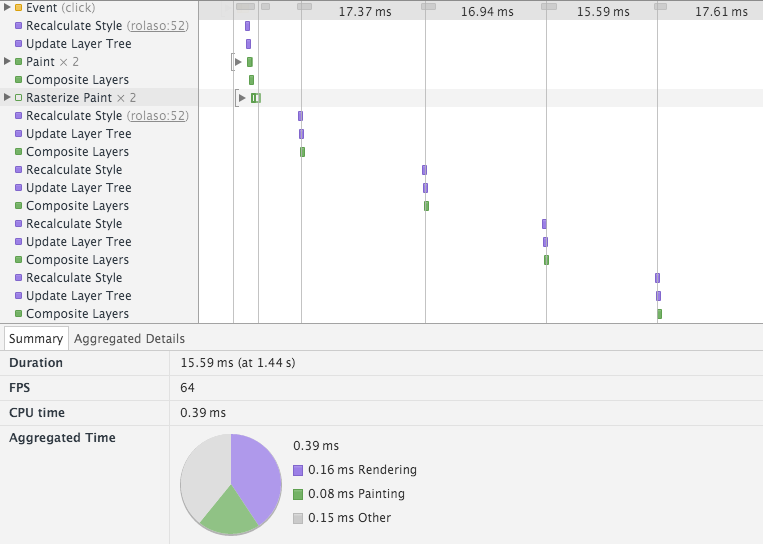 Event (click)
17.37 ms 16.94 ms 15.59 ms 17.61 ms
Recalculate Style (rolaso:52)
Update Layer Tree
Paint × 2
Composite Layers
Rasterize Paint × 2
Recalculate Style (rolaso:52)
Update Layer Tree
Composite Layers
Recalculate Style
Update Layer Tree
Composite Layers
Recalculate Style
Update Layer Tree
Composite Layers
Recalculate Style
Update Layer Tree
Composite Layers
Summary Aggregated Details
Duration 15.59 ms (at 1.44 s)
FPS 64
CPU time 0.39 ms
Aggregated Time
0.39 ms
0.16 ms Rendering
0.08 ms Painting
0.15 ms Other